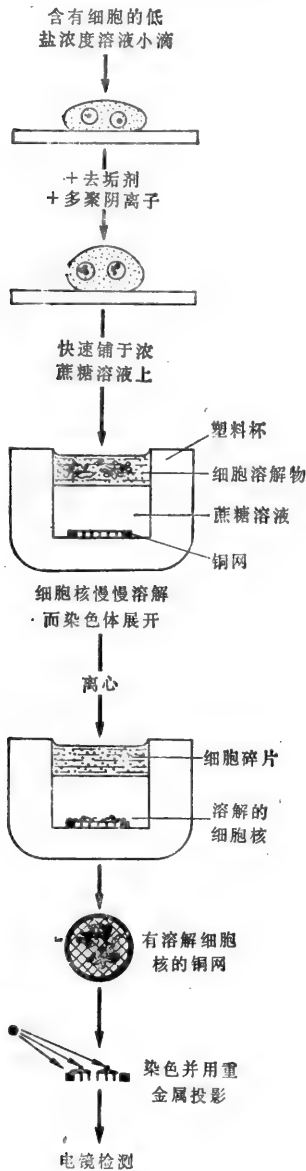 含有细胞的低
盐浓度溶液小滴
+去垢剂
+多聚阴离子
快速铺于浓
蔗糖溶液上
塑料杯
细胞溶解物
蔗糖溶液
铜网
细胞核慢慢溶解
而染色体展开
离心
细胞碎片
溶解的
细胞核
有溶解细胞
核的铜网
染色并用重
金属投影
电镜检测